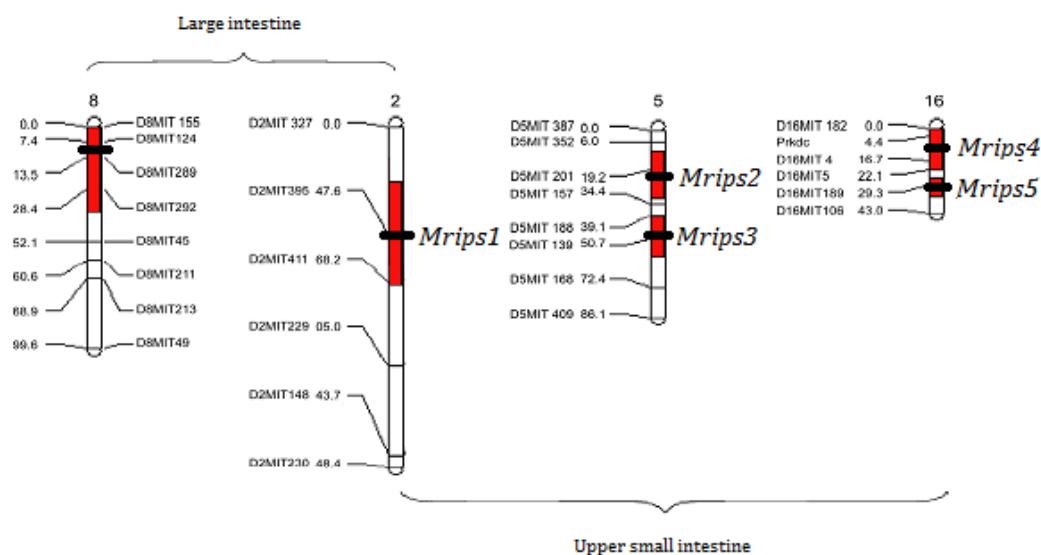 Large intestine
8
0.0 D8MIT 155
7.4 D8MIT124
13.5 D8MIT289
28.4 D8MIT292
52.1 D8MIT45
60.6 D8MIT211
68.9 D8MIT213
99.6 D8MIT49
2
D2MIT 327 0.0
D2MIT395 47.6
Mrips1
D2MIT411 68.2
D2MIT229 05.0
D2MIT148 43.7
D2MIT230 48.4
5
D5MIT 387 0.0
D5MIT 352 6.0
D5MIT 201 19.2
Mrips2
D5MIT 157 34.4
D5MIT 188 39.1
Mrips3
D5MIT 139 50.7
D5MIT 168 72.4
D5MIT 409 86.1
16
D16MIT 182 0.0
Prkdc 4.4
Mrips4
D16MIT 4 16.7
D16MIT5 22.1
D16MIT189 29.3
Mrips5
D16MIT106 43.0
Upper small intestine